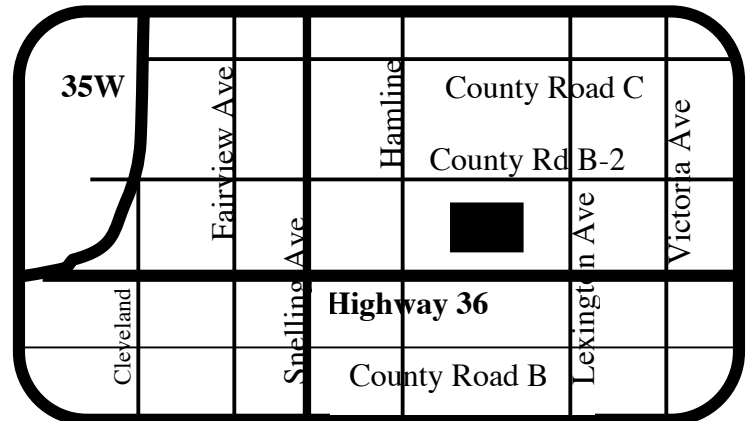 35W
County Road C
Fairview Ave
Hamline
County Rd B-2
Victoria Ave
Snelling Ave
Lexington Ave
Highway 36
Cleveland
County Road B